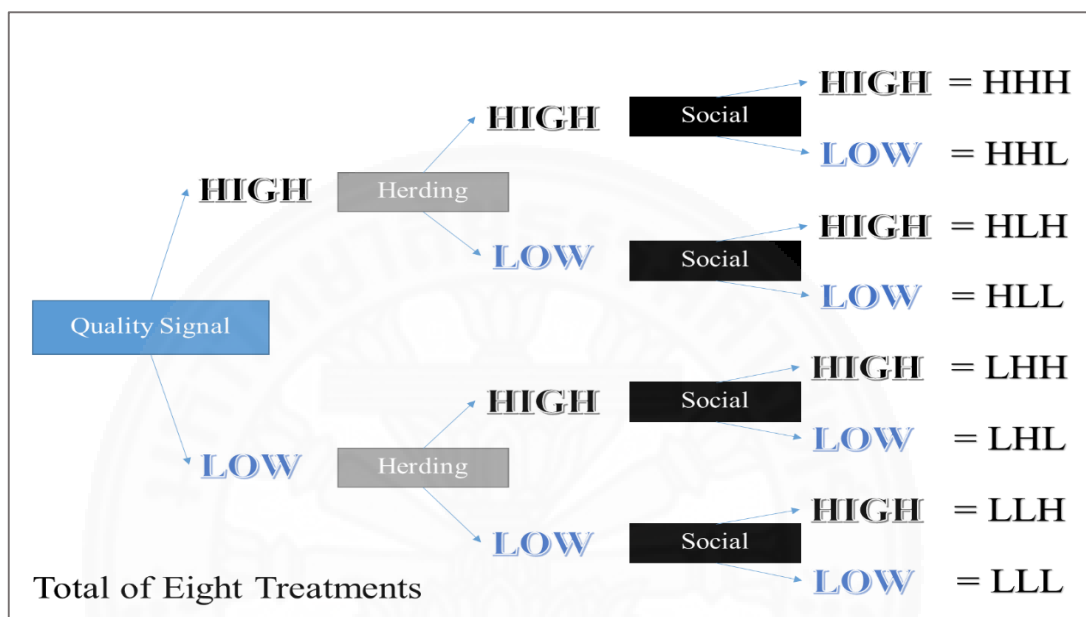 HIGH = HHH
HIGH Social
LOW = HHL
HIGH Herding
HIGH = HLH
LOW Social
LOW = HLL
Quality Signal
HIGH = LHH
HIGH Social
LOW = LHL
LOW Herding
HIGH = LLH
LOW Social
LOW = LLL
Total of Eight Treatments